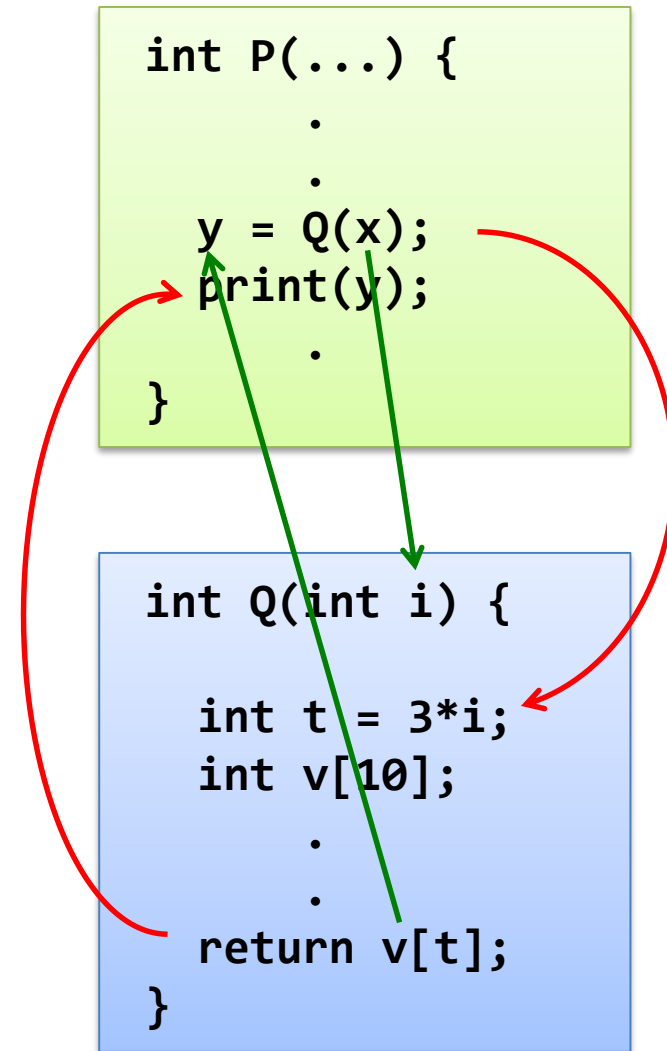 int P(...) {
.
.
y = Q(x);
print(y);
.
}
int Q(int i) {
int t = 3*i;
int v[10];
.
.
return v[t];
}